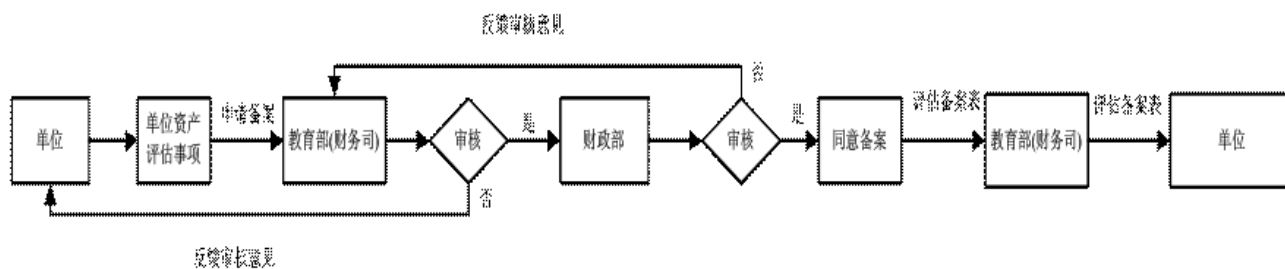 反馈审核意见
否
单位
单位资产
评估事项
申请备案
教育部(财务司)
审核
是
财政部
审核
是
同意备案
评估备案表
教育部(财务司)
评估备案表
单位
否
反馈审核意见